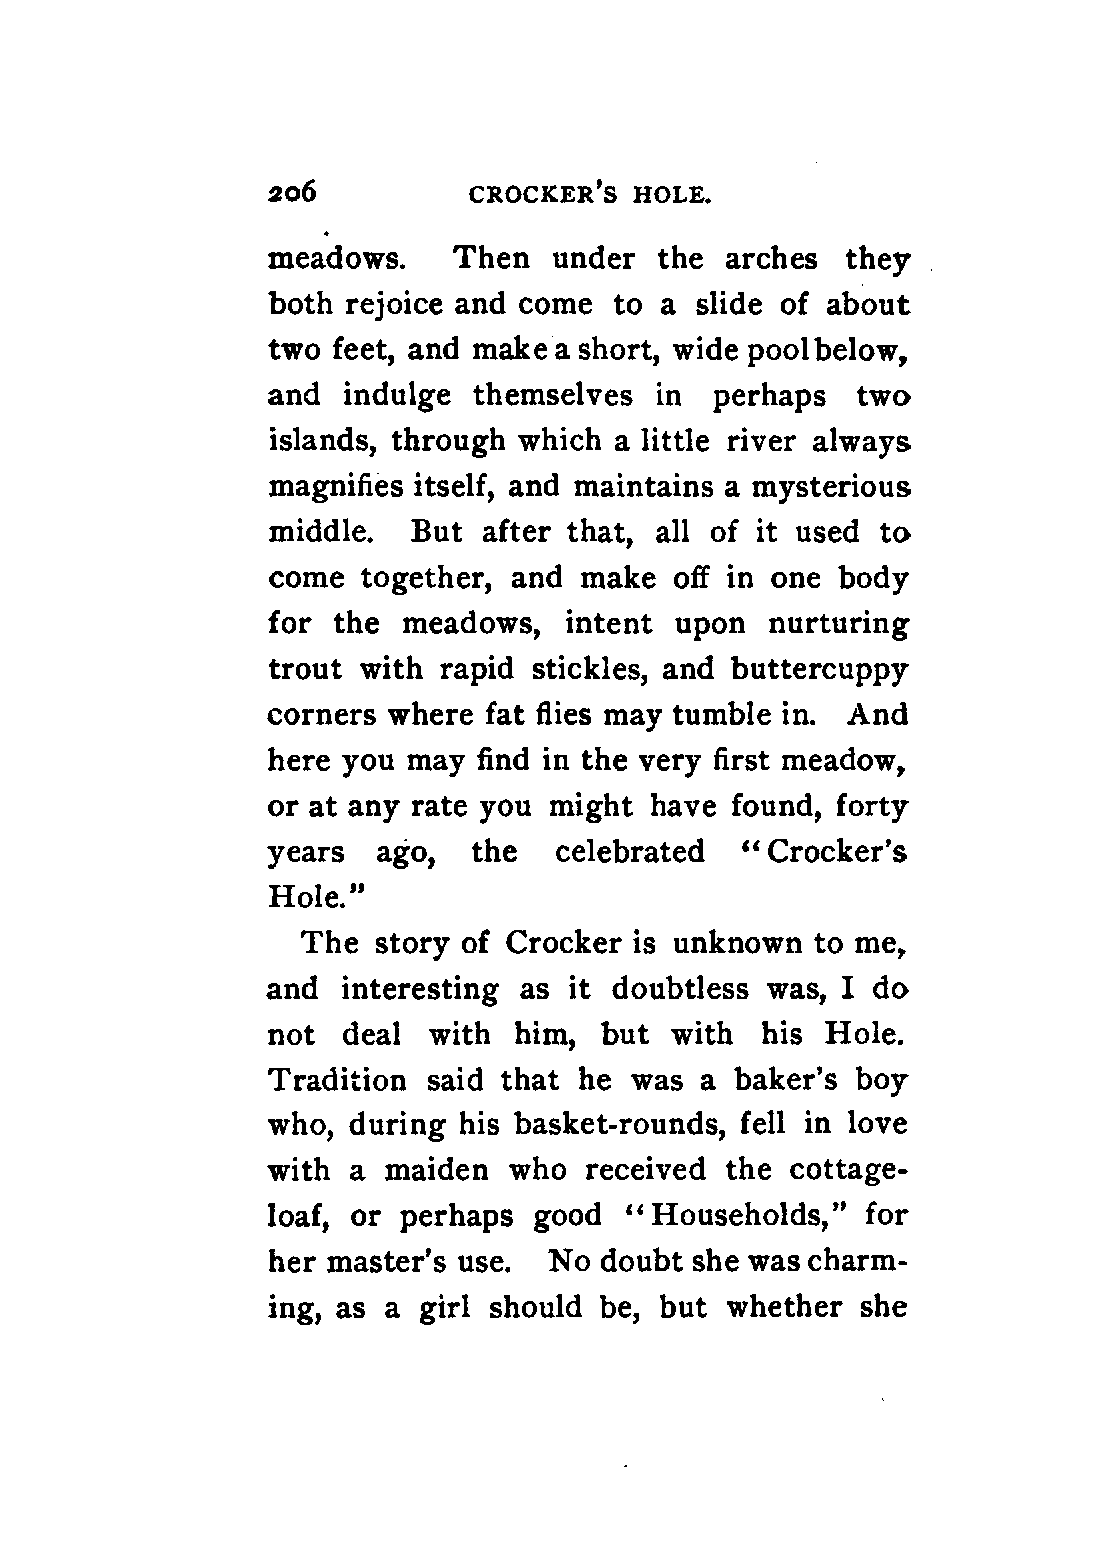 206 CROCKER'S HOLE.
meadows. Then under the arches they
both rejoice and come to a slide of about
two feet, and make a short, wide pool below,
and indulge themselves in perhaps two
islands, through which a little river always
magnifies itself, and maintains a mysterious
middle. But after that, all of it used to
come together, and make off in one body
for the meadows, intent upon nurturing
trout with rapid stickles, and buttercuppy
corners where fat flies may tumble in. And
here you may find in the very first meadow,
or at any rate you might have found, forty
years ago, the celebrated "Crocker's
Hole."
The story of Crocker is unknown to me,
and interesting as it doubtless was, I do
not deal with him, but with his Hole.
Tradition said that he was a baker's boy
who, during his basket-rounds, fell in love
with a maiden who received the cottage-
loaf, or perhaps good "Households," for
her master's use. No doubt she was charm-
ing, as a girl should be, but whether she